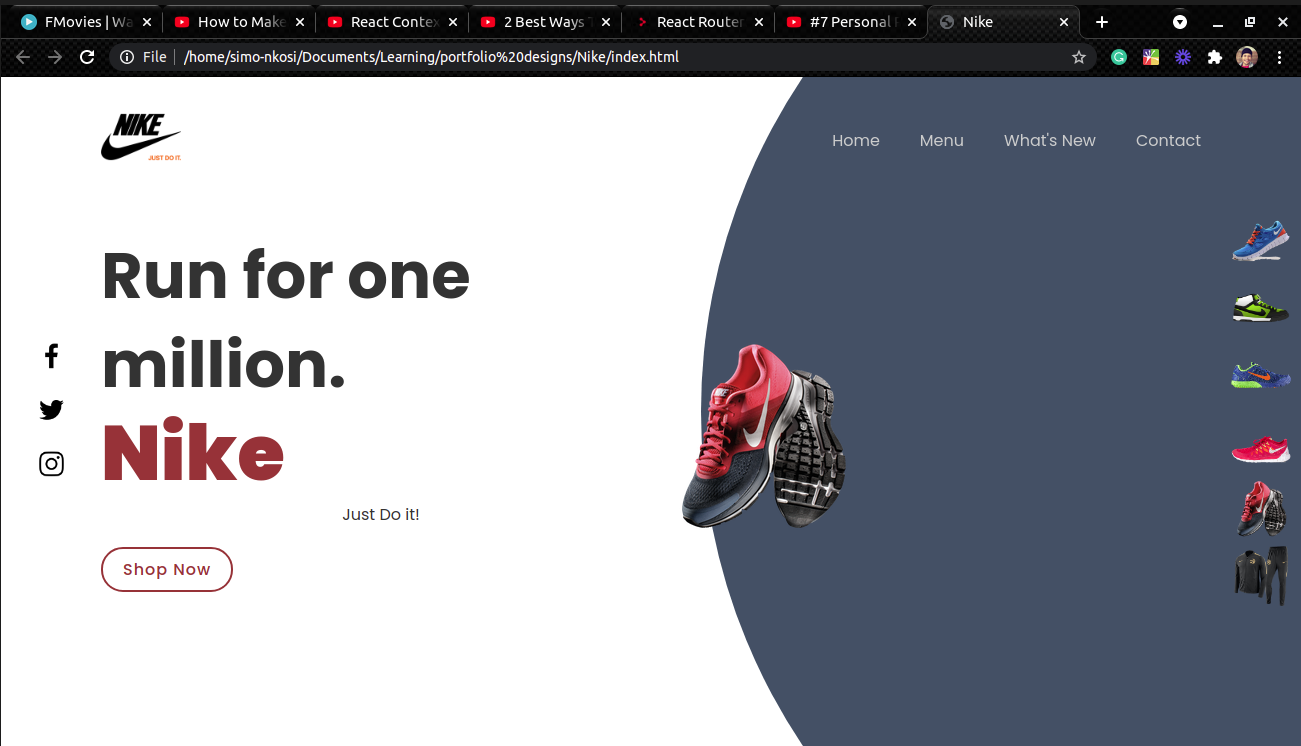 FMovies | Wa
How to Make
React Contex
2 Best Ways T
React Router
#7 Personal P
Nike
File
/home/simo-nkosi/Documents/Learning/portfolio%20designs/Nike/index.html
NIKE
JUST DO IT.
Home
Menu
What's New
Contact
Run for one
million.
Nike
Just Do it!
Shop Now